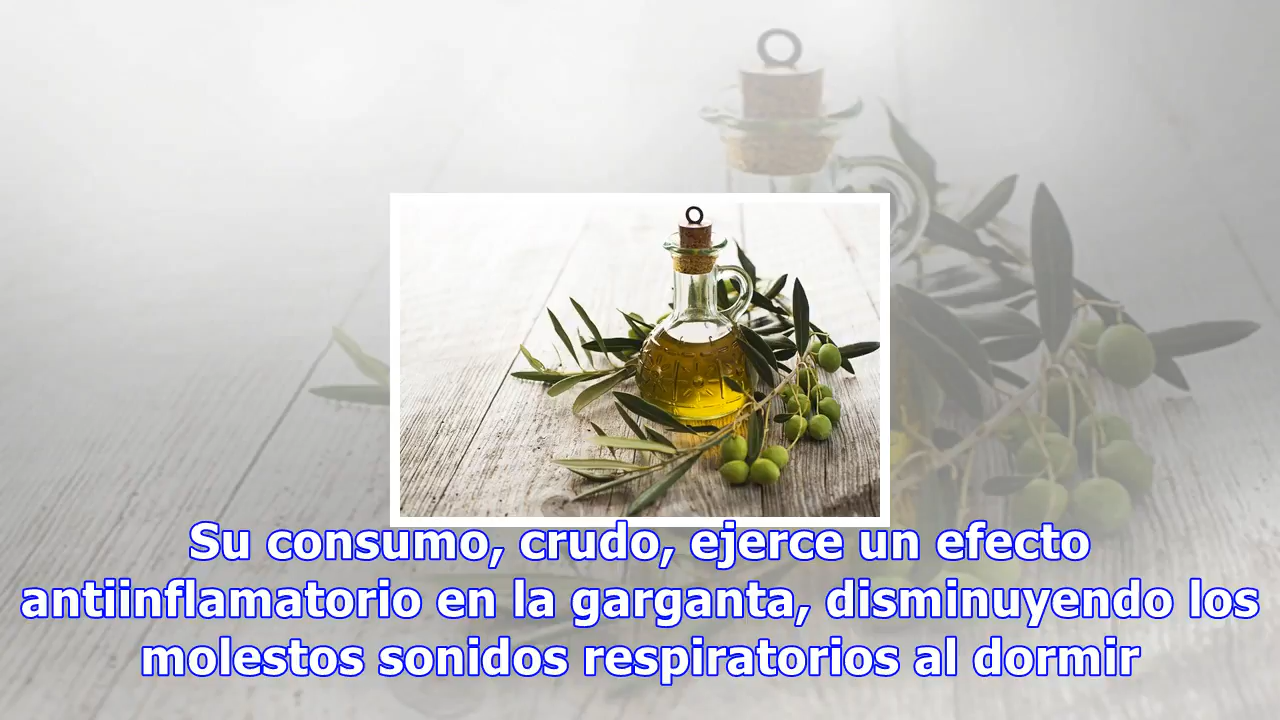 Su consumo, crudo, ejerce un efecto
antiinflamatorio en la garganta, disminuyendo los
molestos sonidos respiratorios al dormir